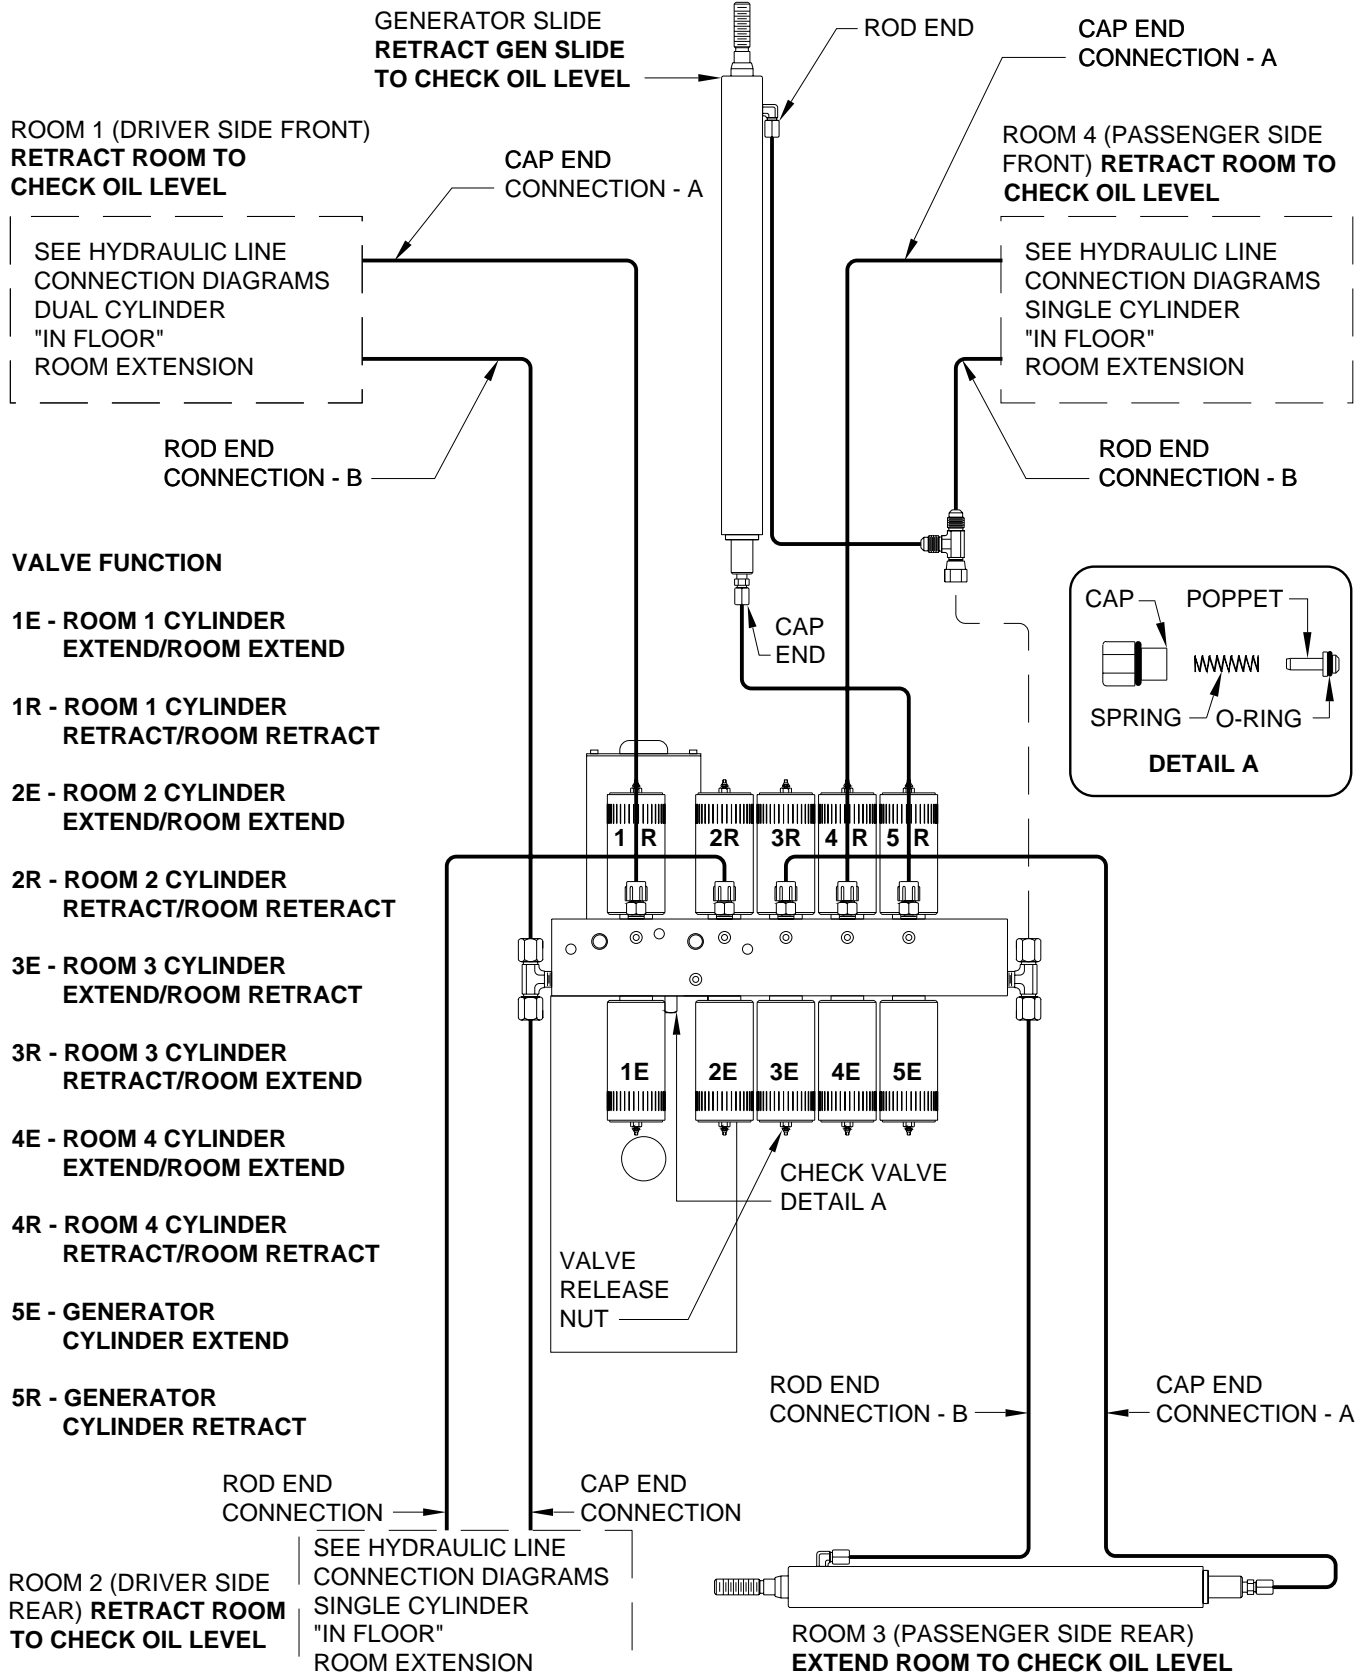 GENERATOR SLIDE
RETRACT GEN SLIDE
TO CHECK OIL LEVEL
ROD END
CAP END
CONNECTION - A
ROOM 1 (DRIVER SIDE FRONT)
RETRACT ROOM TO
CHECK OIL LEVEL
CAP END
CONNECTION - A
ROOM 4 (PASSENGER SIDE
FRONT) RETRACT ROOM TO
CHECK OIL LEVEL
SEE HYDRAULIC LINE
CONNECTION DIAGRAMS
DUAL CYLINDER
"IN FLOOR"
ROOM EXTENSION
SEE HYDRAULIC LINE
CONNECTION DIAGRAMS
SINGLE CYLINDER
"IN FLOOR"
ROOM EXTENSION
ROD END
CONNECTION - B
ROD END
CONNECTION - B
VALVE FUNCTION
1E - ROOM 1 CYLINDER
EXTEND/ROOM EXTEND
1R - ROOM 1 CYLINDER
RETRACT/ROOM RETRACT
2E - ROOM 2 CYLINDER
EXTEND/ROOM EXTEND
2R - ROOM 2 CYLINDER
RETRACT/ROOM RETERACT
3E - ROOM 3 CYLINDER
EXTEND/ROOM RETRACT
3R - ROOM 3 CYLINDER
RETRACT/ROOM EXTEND
4E - ROOM 4 CYLINDER
EXTEND/ROOM EXTEND
4R - ROOM 4 CYLINDER
RETRACT/ROOM RETRACT
5E - GENERATOR
CYLINDER EXTEND
5R - GENERATOR
CYLINDER RETRACT
CAP
END
CAP
POPPET
SPRING
O-RING
DETAIL A
1 R
2R
3R
4 R
5 R
1E
2E
3E
4E
5E
CHECK VALVE
DETAIL A
VALVE
RELEASE
NUT
ROD END
CONNECTION - B
CAP END
CONNECTION - A
ROD END
CONNECTION
CAP END
CONNECTION
SEE HYDRAULIC LINE
CONNECTION DIAGRAMS
SINGLE CYLINDER
"IN FLOOR"
ROOM EXTENSION
ROOM 2 (DRIVER SIDE
REAR) RETRACT ROOM
TO CHECK OIL LEVEL
ROOM 3 (PASSENGER SIDE REAR)
EXTEND ROOM TO CHECK OIL LEVEL